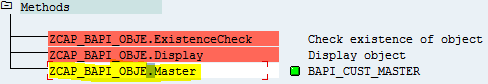 Methods
ZCAP_BAPI_OBJE.ExistenceCheck Check existence of object
ZCAP_BAPI_OBJE.Display Display object
ZCAP_BAPI_OBJE.Master BAPI_CUST_MASTER